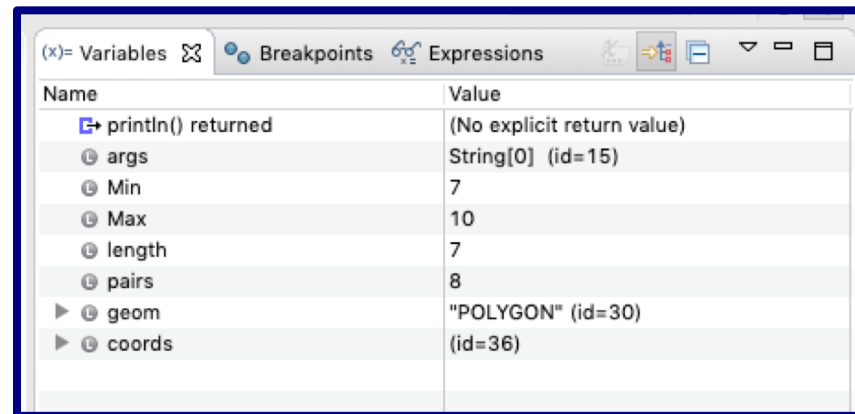 (x)= Variables Breakpoints Expressions
Name Value
println() returned (No explicit return value)
args String[0] (id=15)
Min 7
Max 10
length 7
pairs 8
geom "POLYGON" (id=30)
coords (id=36)